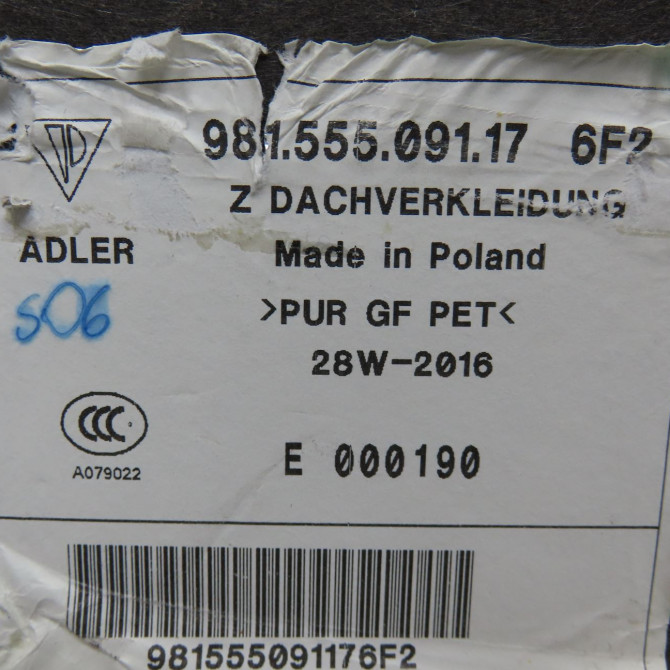 981.555.091.17 6F2
Z DACHVERKLEIDUNG
ADLER
Made in Poland
S06
>PUR GF PET<
28W-2016
CCC
A079022
E 000190
981555091176F2